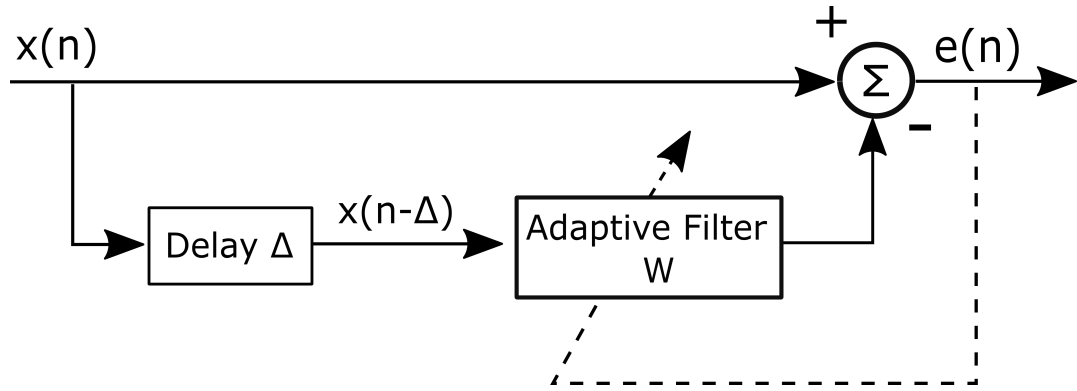 x(n)
+
Σ
e(n)
-
Delay Δ
x(n-Δ)
Adaptive Filter
W